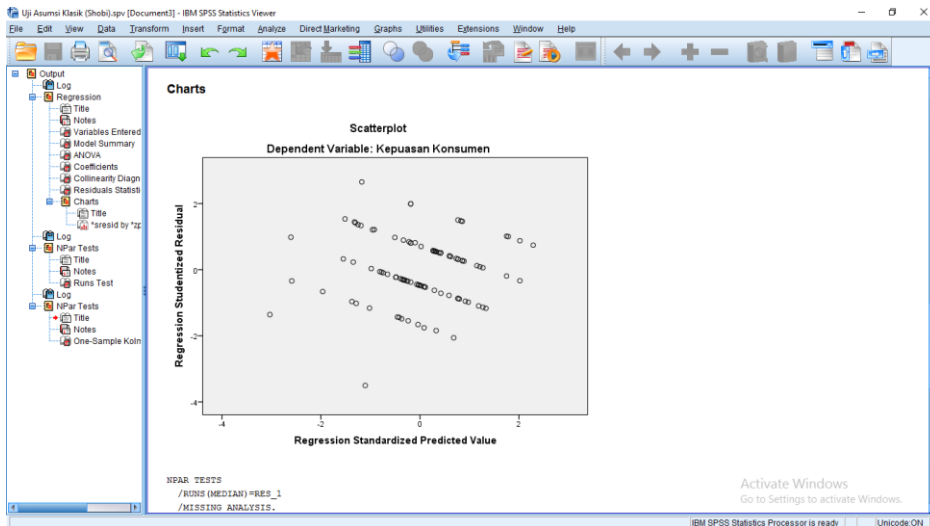 Uji Asumsi Klasik (Shobi).spv [Document3] - IBM SPSS Statistics Viewer
File Edit View Data Transform Insert Format Analyze Direct Marketing Graphs Utilities Extensions Window Help
Output
Log
Regression
Title
Notes
Variables Entered
Model Summary
ANOVA
Coefficients
Collinearity Diagn
Residuals Statisti
Charts
Title
*sresid by *zp
Log
NPar Tests
Title
Notes
Runs Test
Log
NPar Tests
Title
Notes
One-Sample Koln
Charts
Scatterplot
Dependent Variable: Kepuasan Konsumen
Regression Studentized Residual
2
0
-2
-4
-4 -2 0 2
Regression Standardized Predicted Value
NPAR TESTS
/RUNS(MEDIAN)=RES_1
/MISSING ANALYSIS.
Activate Windows
Go to Settings to activate Windows.
IBM SPSS Statistics Processor is ready Unicode:ON